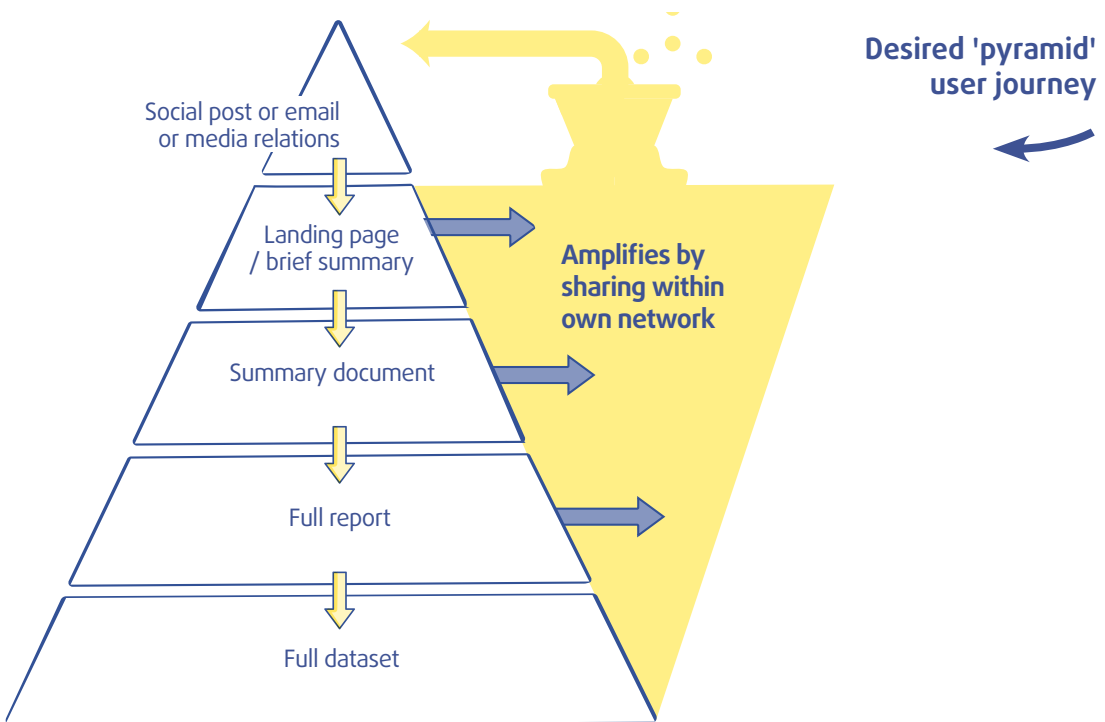 Desired 'pyramid'
user journey
Social post or email
or media relations
Landing page
/ brief summary
Amplifies by
sharing within
own network
Summary document
Full report
Full dataset